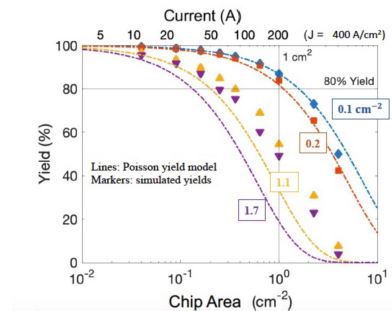 Current (A)
5 10 20 50 100 200 (J = 400 A/cm²)
1 cm²
80% Yield
0.1 cm⁻²
0.2
1.1
1.7
Lines: Poisson yield model
Markers: simulated yields
Yield (%)
100
80
60
40
20
0
10⁻² 10⁻¹ 10⁰ 10¹
Chip Area (cm⁻²)